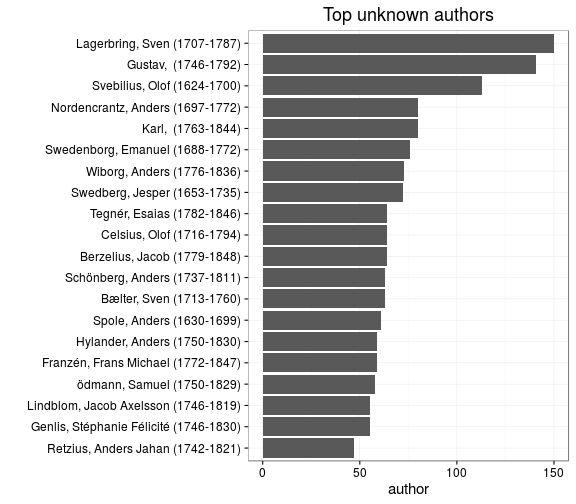 Top unknown authors
Lagerbring, Sven (1707-1787)
Gustav,  (1746-1792)
Svebilius, Olof (1624-1700)
Nordencrantz, Anders (1697-1772)
Karl,  (1763-1844)
Swedenborg, Emanuel (1688-1772)
Wiborg, Anders (1776-1836)
Swedberg, Jesper (1653-1735)
Tegnér, Esaias (1782-1846)
Celsius, Olof (1716-1794)
Berzelius, Jacob (1779-1848)
Schönberg, Anders (1737-1811)
Bælter, Sven (1713-1760)
Spole, Anders (1630-1699)
Hylander, Anders (1750-1830)
Franzén, Frans Michael (1772-1847)
ödmann, Samuel (1750-1829)
Lindblom, Jacob Axelsson (1746-1819)
Genlis, Stéphanie Félicité (1746-1830)
Retzius, Anders Jahan (1742-1821)
0 50 100 150
author